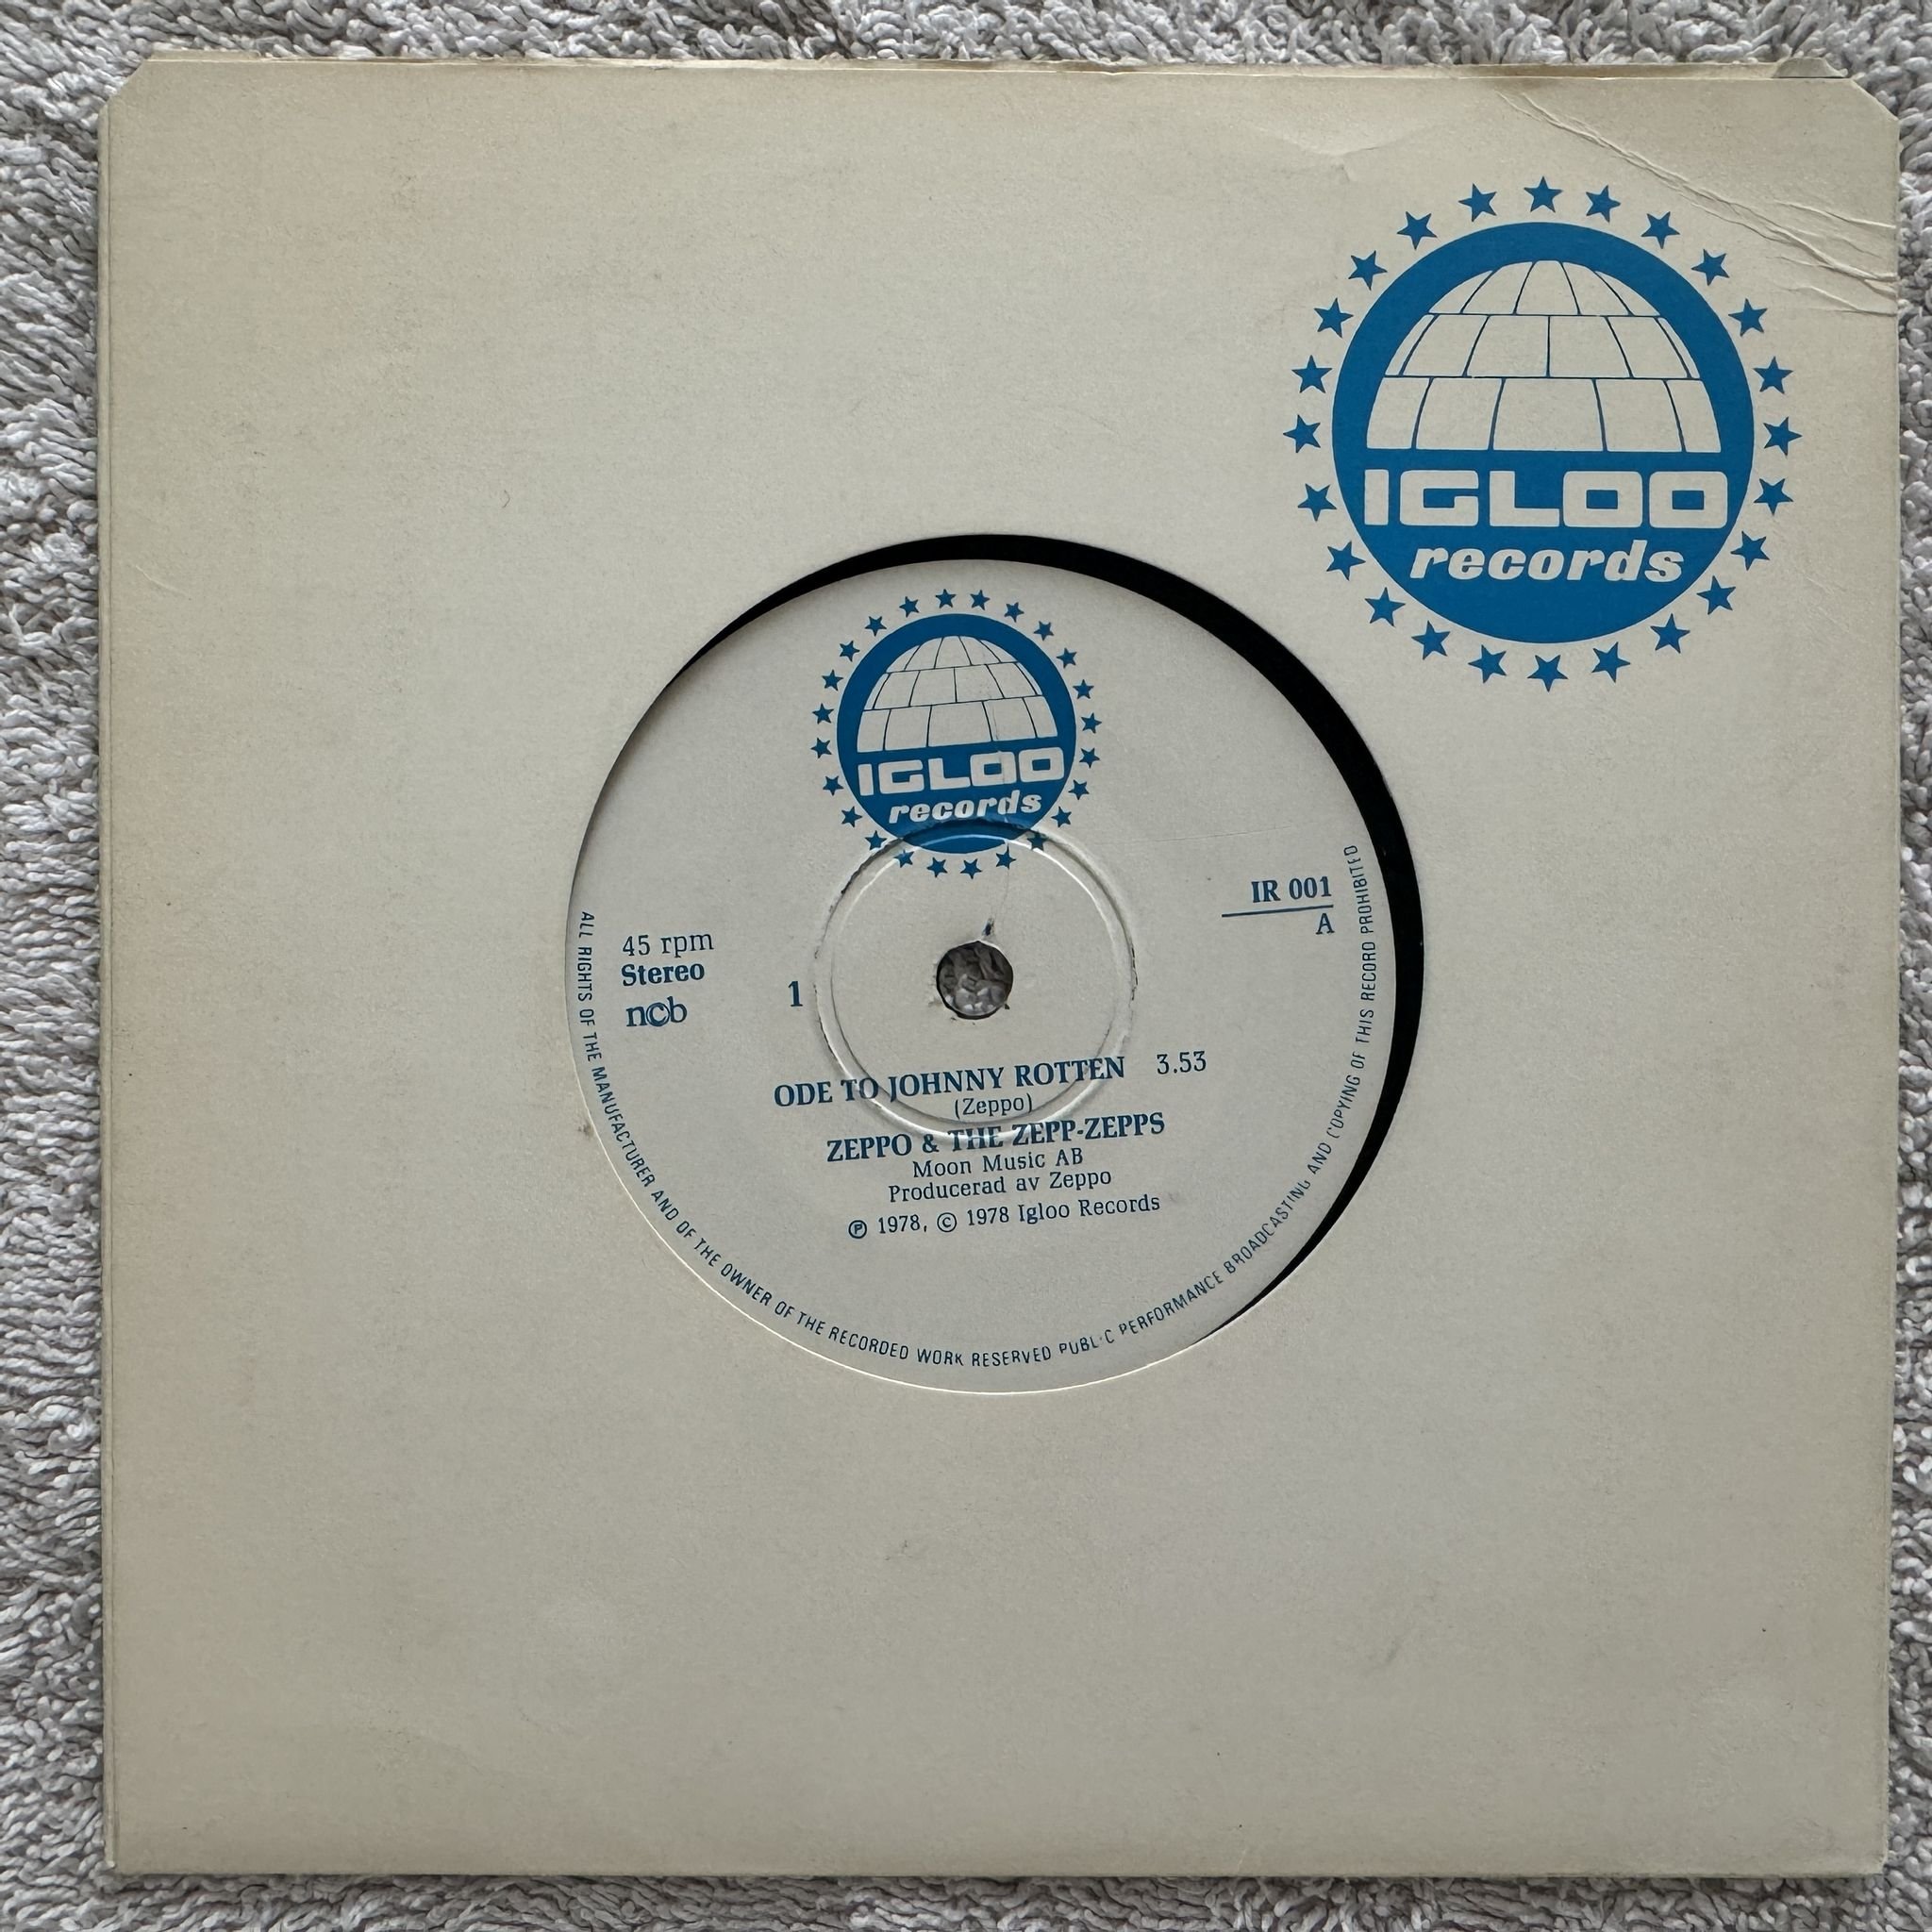 IGLOO
records
IGLOO
records
IR 001
A
45 rpm
Stereo
ncb
1
ODE TO JOHNNY ROTTEN 3.53
(Zeppo)
ZEPPO & THE ZEPP-ZEPPS
Moon Music AB
Producerad av Zeppo
℗ 1978, © 1978 Igloo Records
ALL RIGHTS OF THE MANUFACTURER AND OF THE OWNER OF THE RECORDED WORK RESERVED PUBLIC PERFORMANCE BROADCASTING AND COPYING OF THIS RECORD PROHIBITED